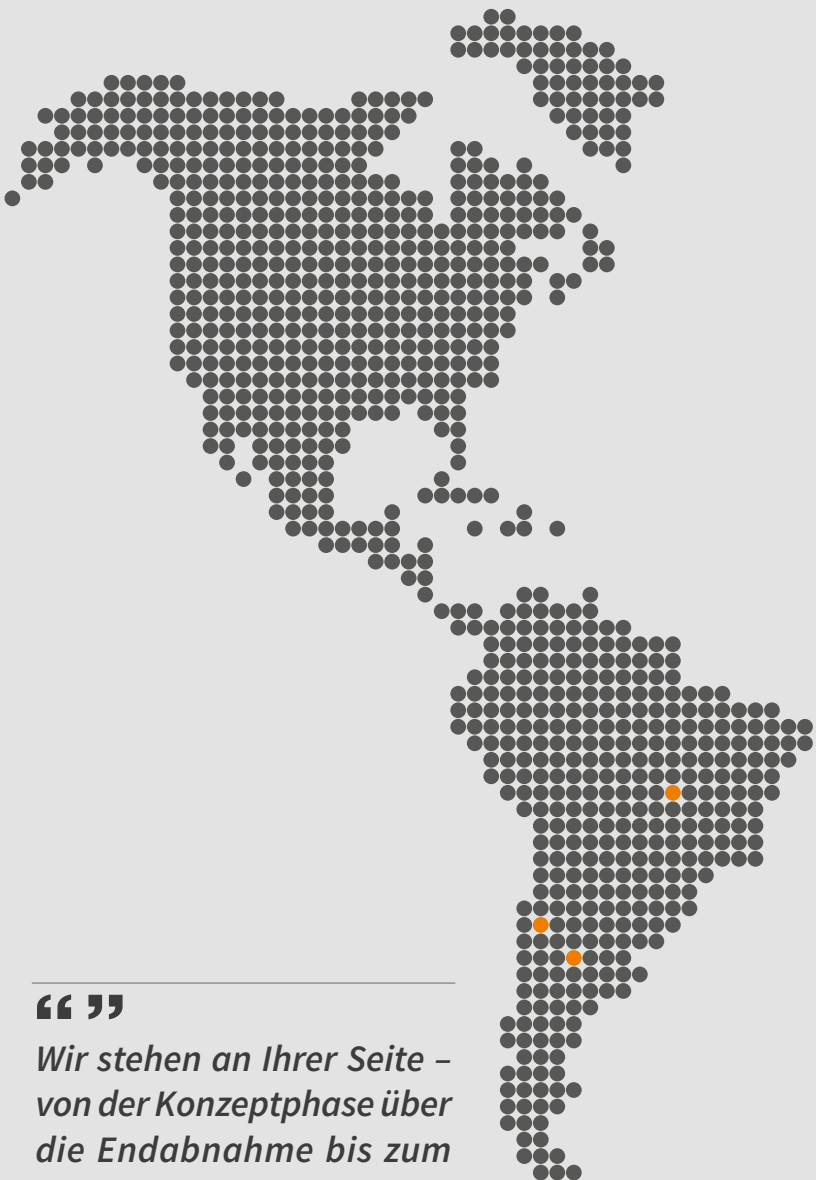 “ ”
Wir stehen an Ihrer Seite –
von der Konzeptphase über
die Endabnahme bis zum